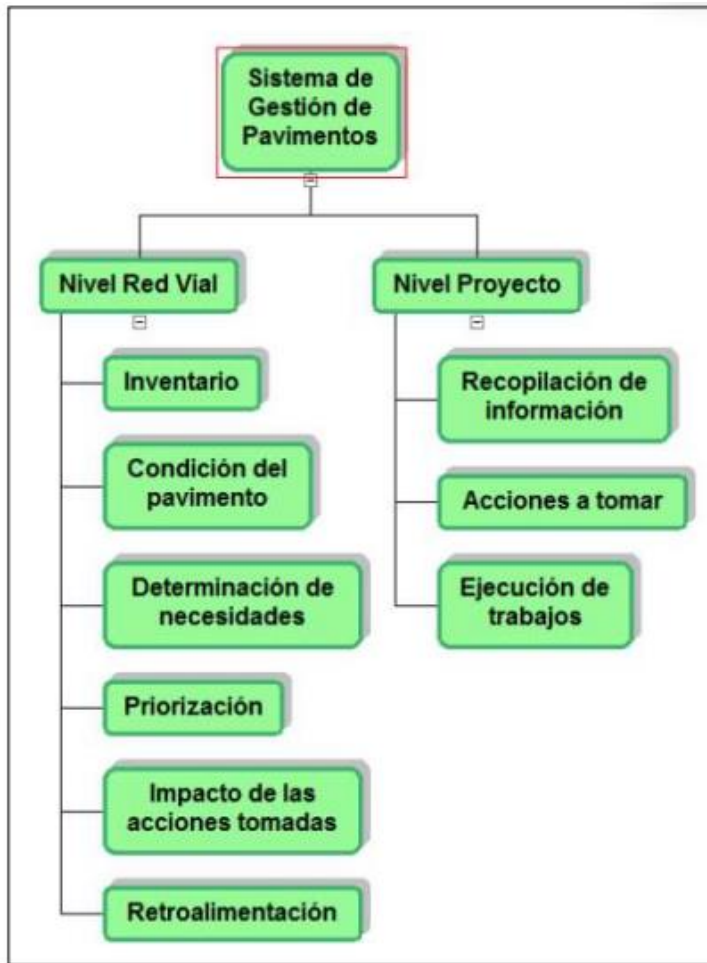 Sistema de
Gestión de
Pavimentos
Nivel Red Vial
Inventario
Condición del
pavimento
Determinación de
necesidades
Priorización
Impacto de las
acciones tomadas
Retroalimentación
Nivel Proyecto
Recopilación de
información
Acciones a tomar
Ejecución de
trabajos